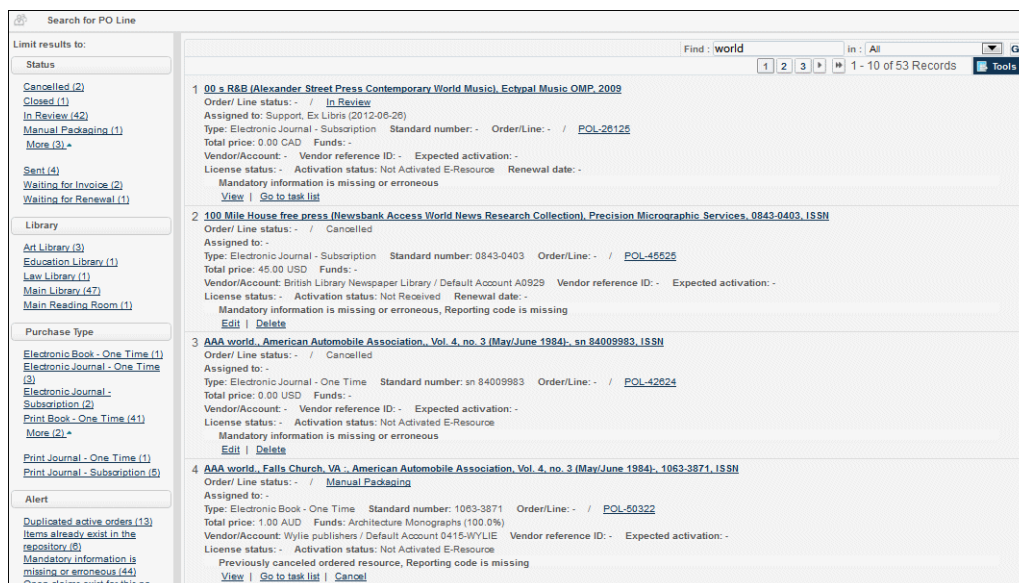 Search for PO Line
Limit results to:
Status
Cancelled (2)
Closed (1)
In Review (42)
Manual Packaging (1)
More (3)
Sent (4)
Waiting for Invoice (2)
Waiting for Renewal (1)
Library
Art Library (3)
Education Library (1)
Law Library (1)
Main Library (47)
Main Reading Room (1)
Purchase Type
Electronic Book - One Time (1)
Electronic Journal - One Time
(3)
Electronic Journal -
Subscription (2)
Print Book - One Time (41)
More (2)
Print Journal - One Time (1)
Print Journal - Subscription (5)
Alert
Duplicated active orders (13)
Items already exist in the
repository (6)
Mandatory information is
missing or erroneous (44)
Find : world in : All
1 2 3 1 - 10 of 53 Records Tools
1 00 s R&B (Alexander Street Press Contemporary World Music), Ectypal Music OMP, 2009
Order/ Line status: - / In Review
Assigned to: Support, Ex Libris (2012-06-26)
Type: Electronic Journal - Subscription Standard number: - Order/Line: - / POL-26125
Total price: 0.00 CAD Funds: -
Vendor/Account: - Vendor reference ID: - Expected activation: -
License status: - Activation status: Not Activated E-Resource Renewal date: -
Mandatory information is missing or erroneous
View | Go to task list
2 100 Mile House free press (Newsbank Access World News Research Collection), Precision Micrographic Services, 0843-0403, ISSN
Order/ Line status: - / Cancelled
Assigned to: -
Type: Electronic Journal - Subscription Standard number: 0843-0403 Order/Line: - / POL-45525
Total price: 45.00 USD Funds: -
Vendor/Account: British Library Newspaper Library / Default Account A0929 Vendor reference ID: - Expected activation: -
License status: - Activation status: Not Received Renewal date: -
Mandatory information is missing or erroneous, Reporting code is missing
Edit | Delete
3 AAA world., American Automobile Association,, Vol. 4, no. 3 (May/June 1984)-, sn 84009983, ISSN
Order/ Line status: - / Cancelled
Assigned to: -
Type: Electronic Journal - One Time Standard number: sn 84009983 Order/Line: - / POL-42624
Total price: 0.00 USD Funds: -
Vendor/Account: - Vendor reference ID: - Expected activation: -
License status: - Activation status: Not Activated E-Resource
Mandatory information is missing or erroneous
Edit | Delete
4 AAA world., Falls Church, VA :, American Automobile Association, Vol. 4, no. 3 (May/June 1984)-, 1063-3871, ISSN
Order/ Line status: - / Manual Packaging
Assigned to: -
Type: Electronic Book - One Time Standard number: 1063-3871 Order/Line: - / POL-50322
Total price: 1.00 AUD Funds: Architecture Monographs (100.0%)
Vendor/Account: Wylie publishers / Default Account 0415-WYLIE Vendor reference ID: - Expected activation: -
License status: - Activation status: Not Activated E-Resource
Previously canceled ordered resource, Reporting code is missing
View | Go to task list | Cancel